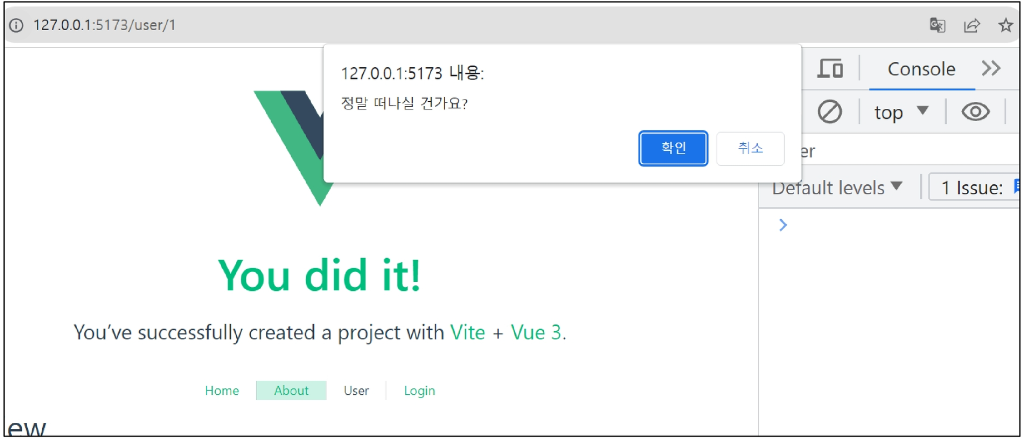 127.0.0.1:5173/user/1
127.0.0.1:5173 내용:
정말 떠나실 건가요?
확인 취소
Console
top
er
Default levels
1 Issue:
You did it!
You’ve successfully created a project with Vite + Vue 3.
Home About User Login
ew